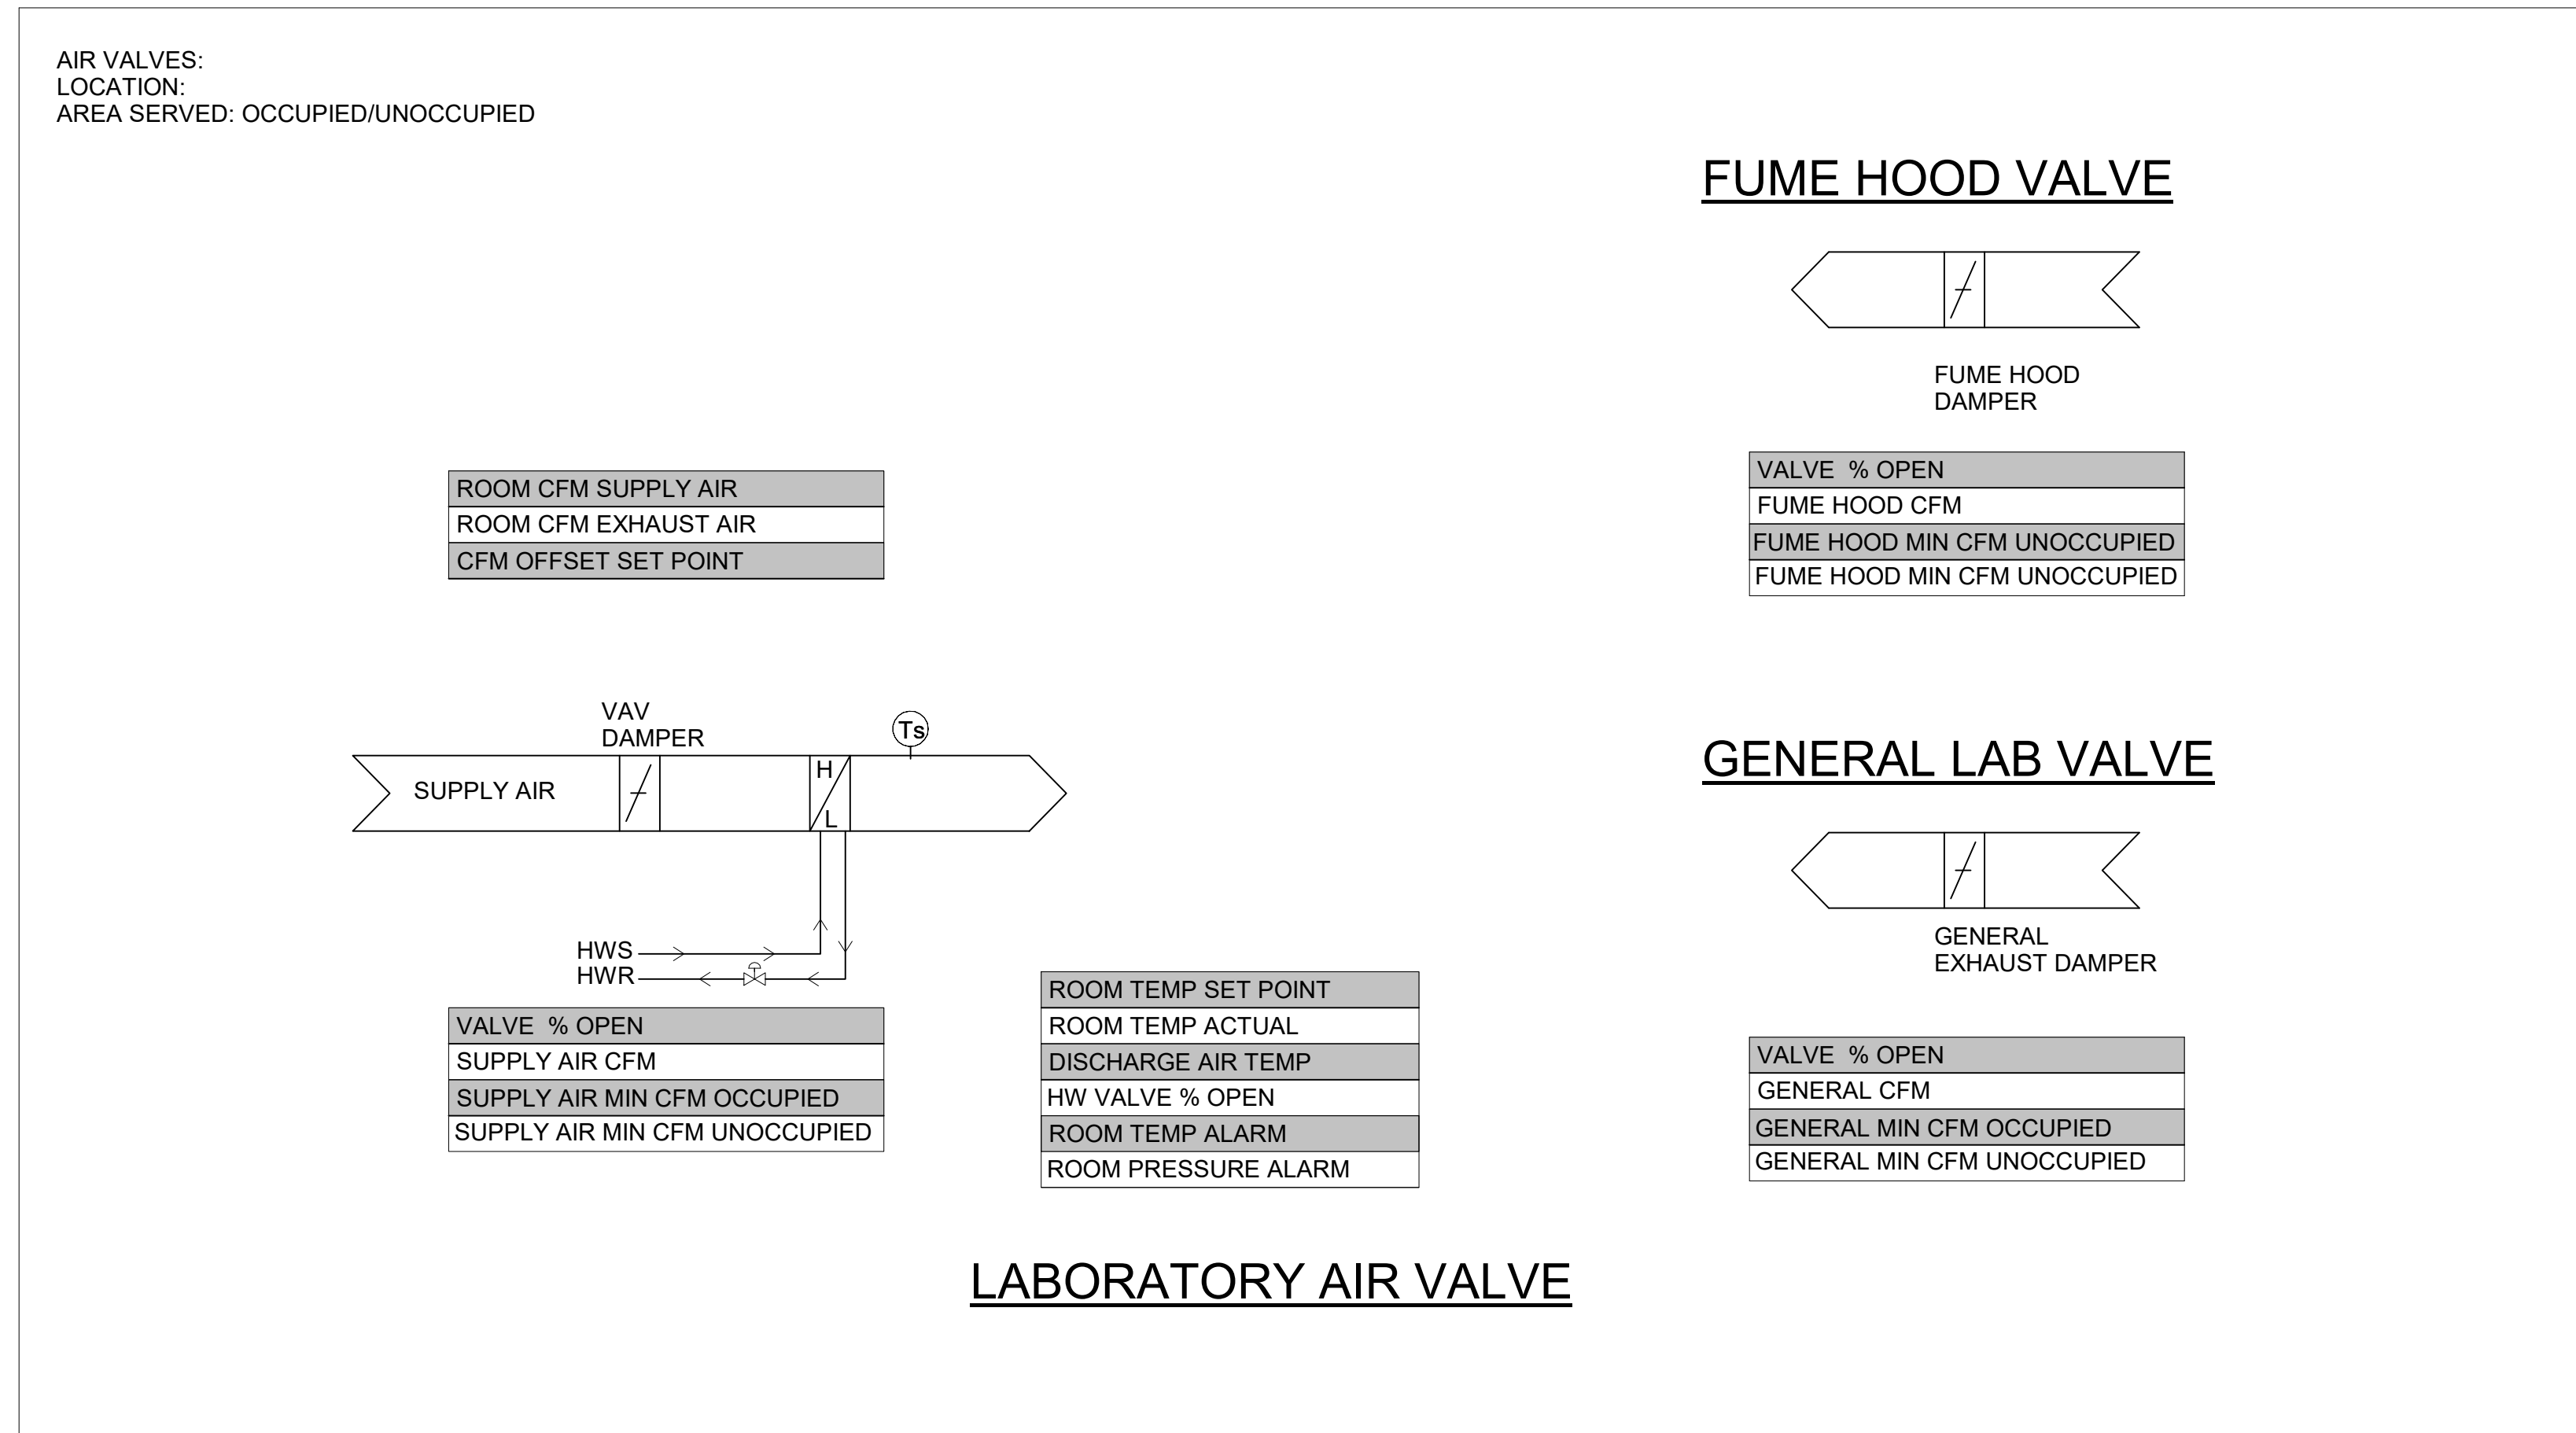 AIR VALVES:
LOCATION:
AREA SERVED: OCCUPIED/UNOCCUPIED
FUME HOOD VALVE
FUME HOOD
DAMPER
VALVE  % OPEN
FUME HOOD CFM
FUME HOOD MIN CFM UNOCCUPIED
FUME HOOD MIN CFM UNOCCUPIED
ROOM CFM SUPPLY AIR
ROOM CFM EXHAUST AIR
CFM OFFSET SET POINT
VAV
DAMPER
Ts
SUPPLY AIR
H
L
HWS
HWR
VALVE  % OPEN
SUPPLY AIR CFM
SUPPLY AIR MIN CFM OCCUPIED
SUPPLY AIR MIN CFM UNOCCUPIED
ROOM TEMP SET POINT
ROOM TEMP ACTUAL
DISCHARGE AIR TEMP
HW VALVE % OPEN
ROOM TEMP ALARM
ROOM PRESSURE ALARM
GENERAL LAB VALVE
GENERAL
EXHAUST DAMPER
VALVE  % OPEN
GENERAL CFM
GENERAL MIN CFM OCCUPIED
GENERAL MIN CFM UNOCCUPIED
LABORATORY AIR VALVE